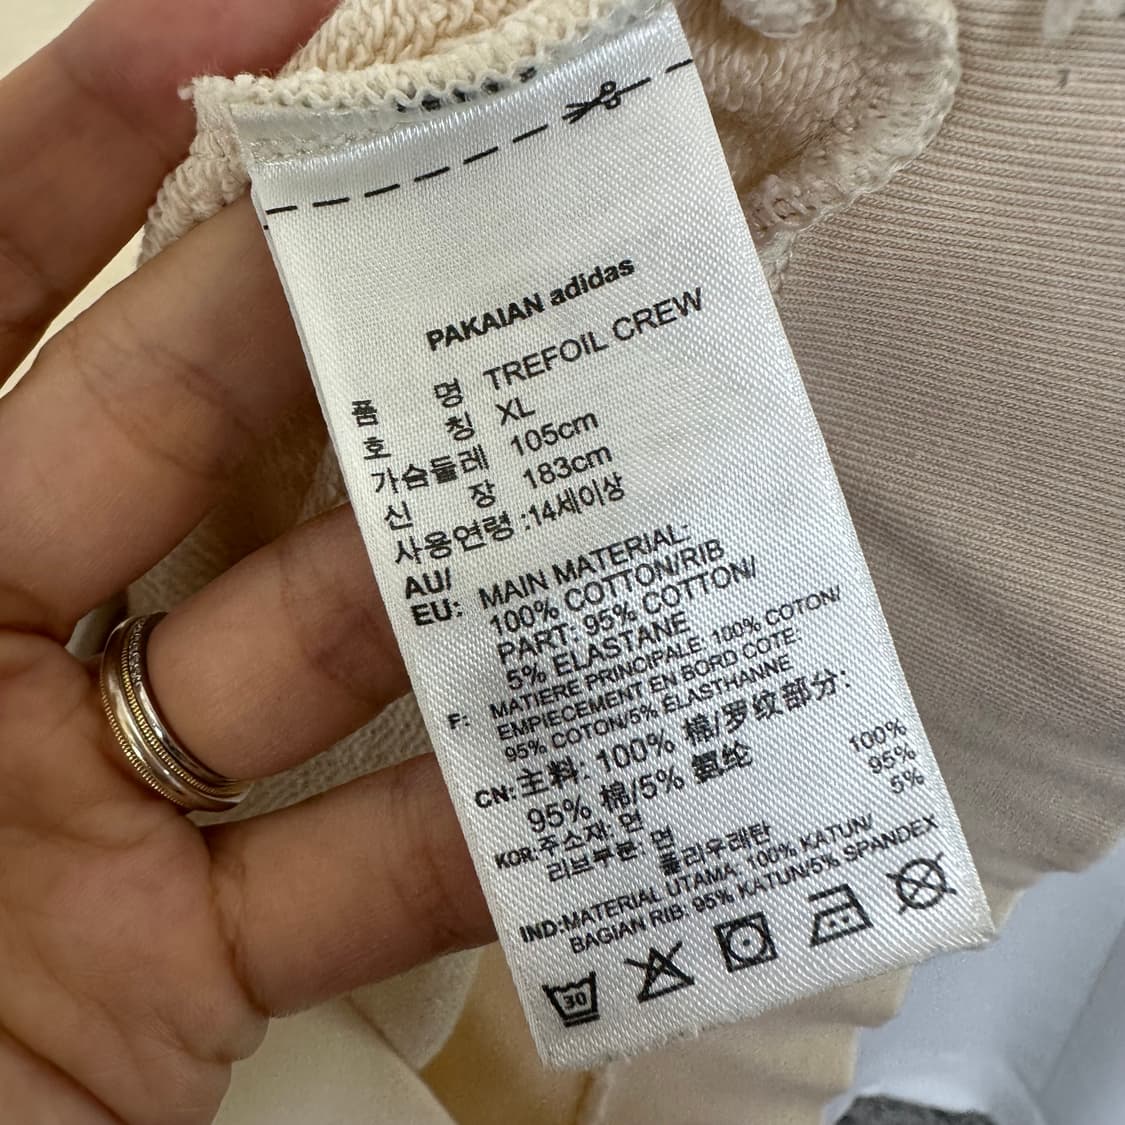 PAKAIAN adidas
품 명 TREFOIL CREW
호 칭 XL
가슴둘레 105cm
신 장 183cm
사용연령 :14세이상
AU/
EU: MAIN MATERIAL:
100% COTTON/RIB
PART: 95% COTTON/
5% ELASTANE
F: MATIERE PRINCIPALE: 100% COTON/
EMPIECEMENT EN BORD COTE:
95% COTON/5% ELASTHANNE
CN: 主料: 100% 棉/罗纹部分:
95% 棉/5% 氨纶
KOR:주소재: 면 100%
리브부분: 면 95%
폴리우레탄 5%
IND:MATERIAL UTAMA: 100% KATUN/
BAGIAN RIB: 95% KATUN/5% SPANDEX
30